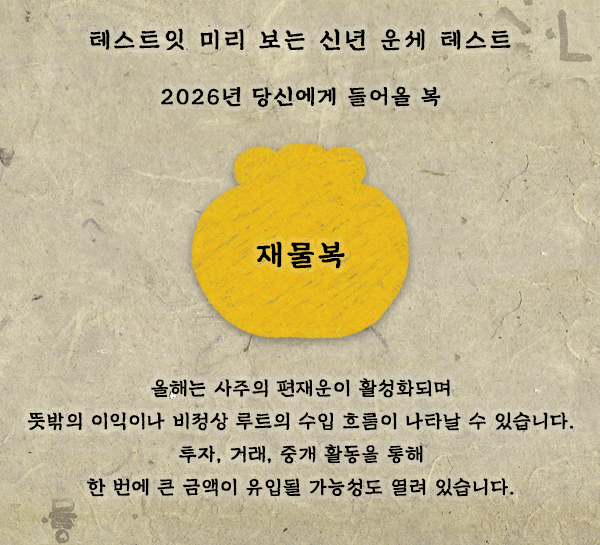 테스트잇 미리 보는 신년 운세 테스트
2026년 당신에게 들어올 복
재물복
올해는 사주의 편재운이 활성화되며
뜻밖의 이익이나 비정상 루트의 수입 흐름이 나타날 수 있습니다.
투자, 거래, 중개 활동을 통해
한 번에 큰 금액이 유입될 가능성도 열려 있습니다.